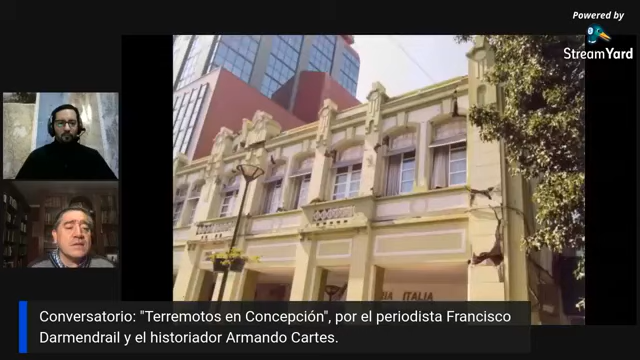 Powered by
StreamYard
ITALIA
Conversatorio: "Terremotos en Concepción", por el periodista Francisco
Darmendrail y el historiador Armando Cartes.